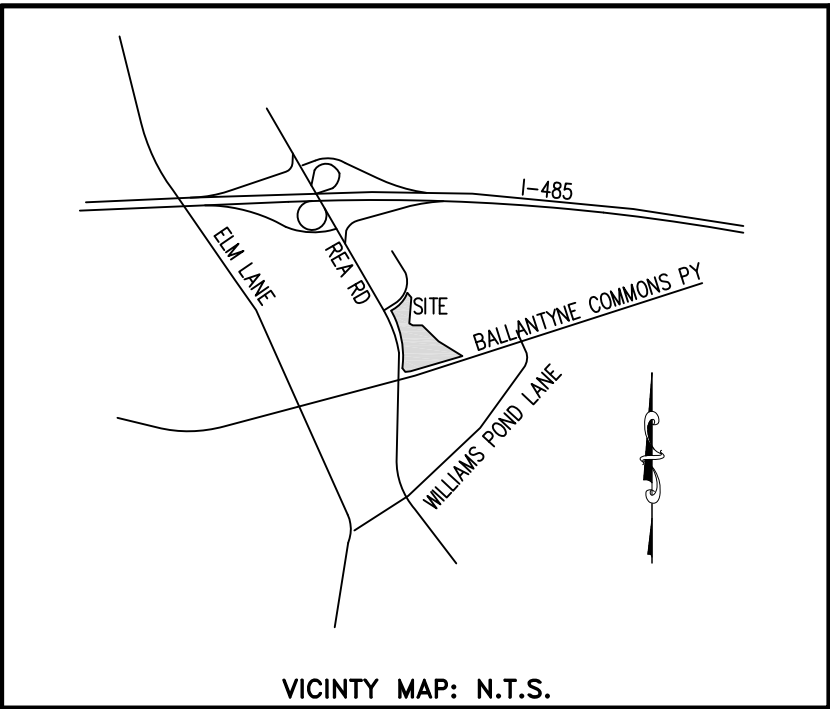 I-485
ELM LANE
REA RD
SITE
BALLANTYNE COMMONS PY
WILLIAMS POND LANE
VICINTY MAP: N.T.S.